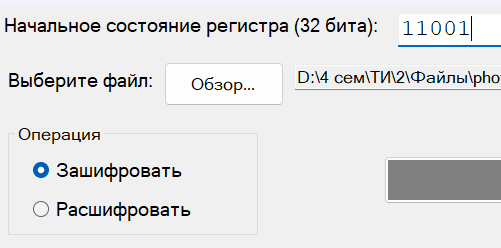 Начальное состояние регистра (32 бита): 11001
Выберите файл: Обзор... D:\4 сем\ТИ\2\Файлы\pho
Операция
Зашифровать
Расшифровать